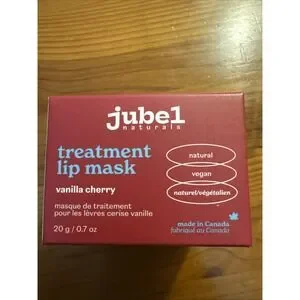 jubel
naturals
treatment
lip mask
vanilla cherry
masque de traitement
pour les lèvres cerise vanille
20 g / 0.7 oz
natural
vegan
naturel/végétalien
made in Canada
fabriqué au Canada